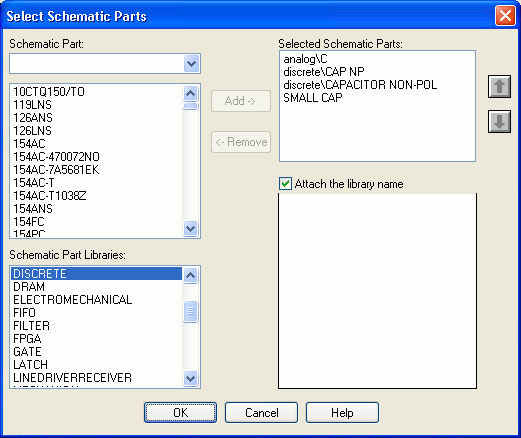 Select Schematic Parts
Schematic Part:
10CTQ150/TO
119LNS
126ANS
126LNS
154AC
154AC-470072NO
154AC-7A5681EK
154AC-T
154AC-T1038Z
154ANS
154FC
154PC
Schematic Part Libraries:
DISCRETE
DRAM
ELECTROMECHANICAL
FIFO
FILTER
FPGA
GATE
LATCH
LINEDRIVERRECEIVER
Add ->
<- Remove
Selected Schematic Parts:
analog\C
discrete\CAP NP
discrete\CAPACITOR NON-POL
SMALL CAP
Attach the library name
OK
Cancel
Help